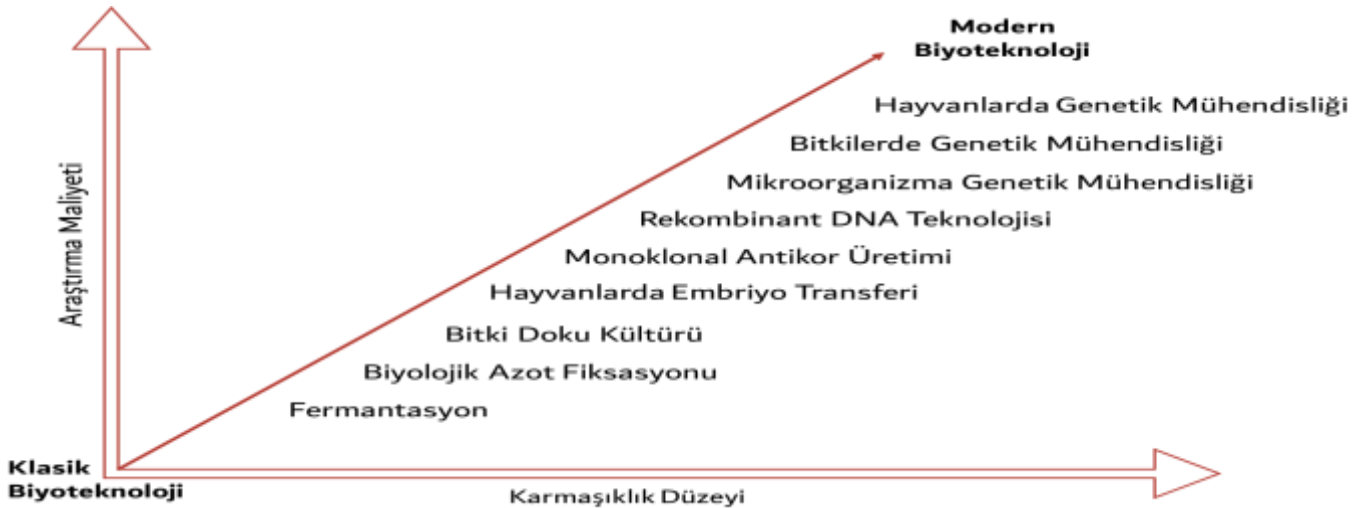 Modern
Biyoteknoloji
Hayvanlarda Genetik Mühendisliği
Bitkilerde Genetik Mühendisliği
Mikroorganizma Genetik Mühendisliği
Rekombinant DNA Teknolojisi
Monoklonal Antikor Üretimi
Hayvanlarda Embriyo Transferi
Bitki Doku Kültürü
Biyolojik Azot Fiksasyonu
Fermantasyon
Araştırma Maliyeti
Klasik
Biyoteknoloji
Karmaşıklık Düzeyi